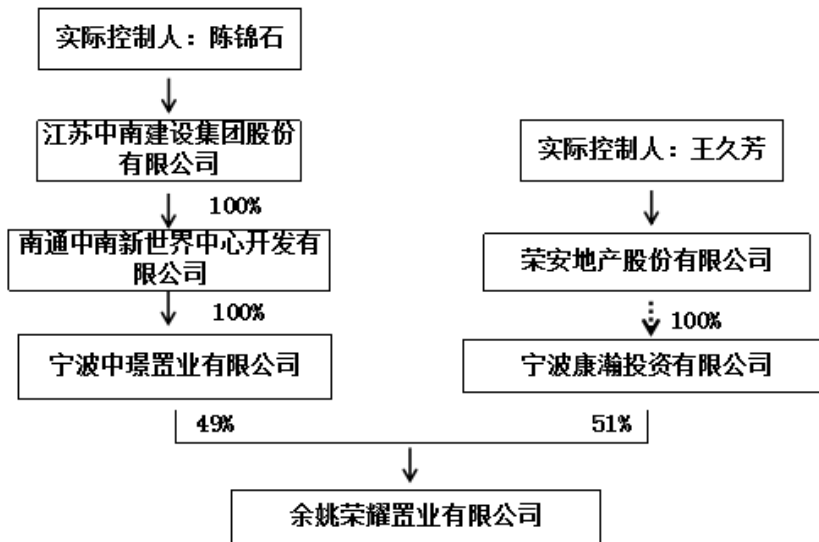 实际控制人：陈锦石
江苏中南建设集团股份
有限公司
实际控制人：王久芳
100%
南通中南新世界中心开发有
限公司
荣安地产股份有限公司
100%
100%
宁波中璟置业有限公司
宁波康瀚投资有限公司
49%
51%
余姚荣耀置业有限公司